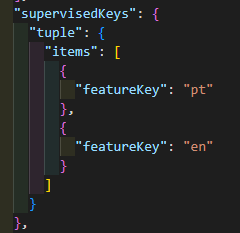 "supervisedKeys": {
"tuple": {
"items": [
{
"featureKey": "pt"
},
{
"featureKey": "en"
}
]
}
},